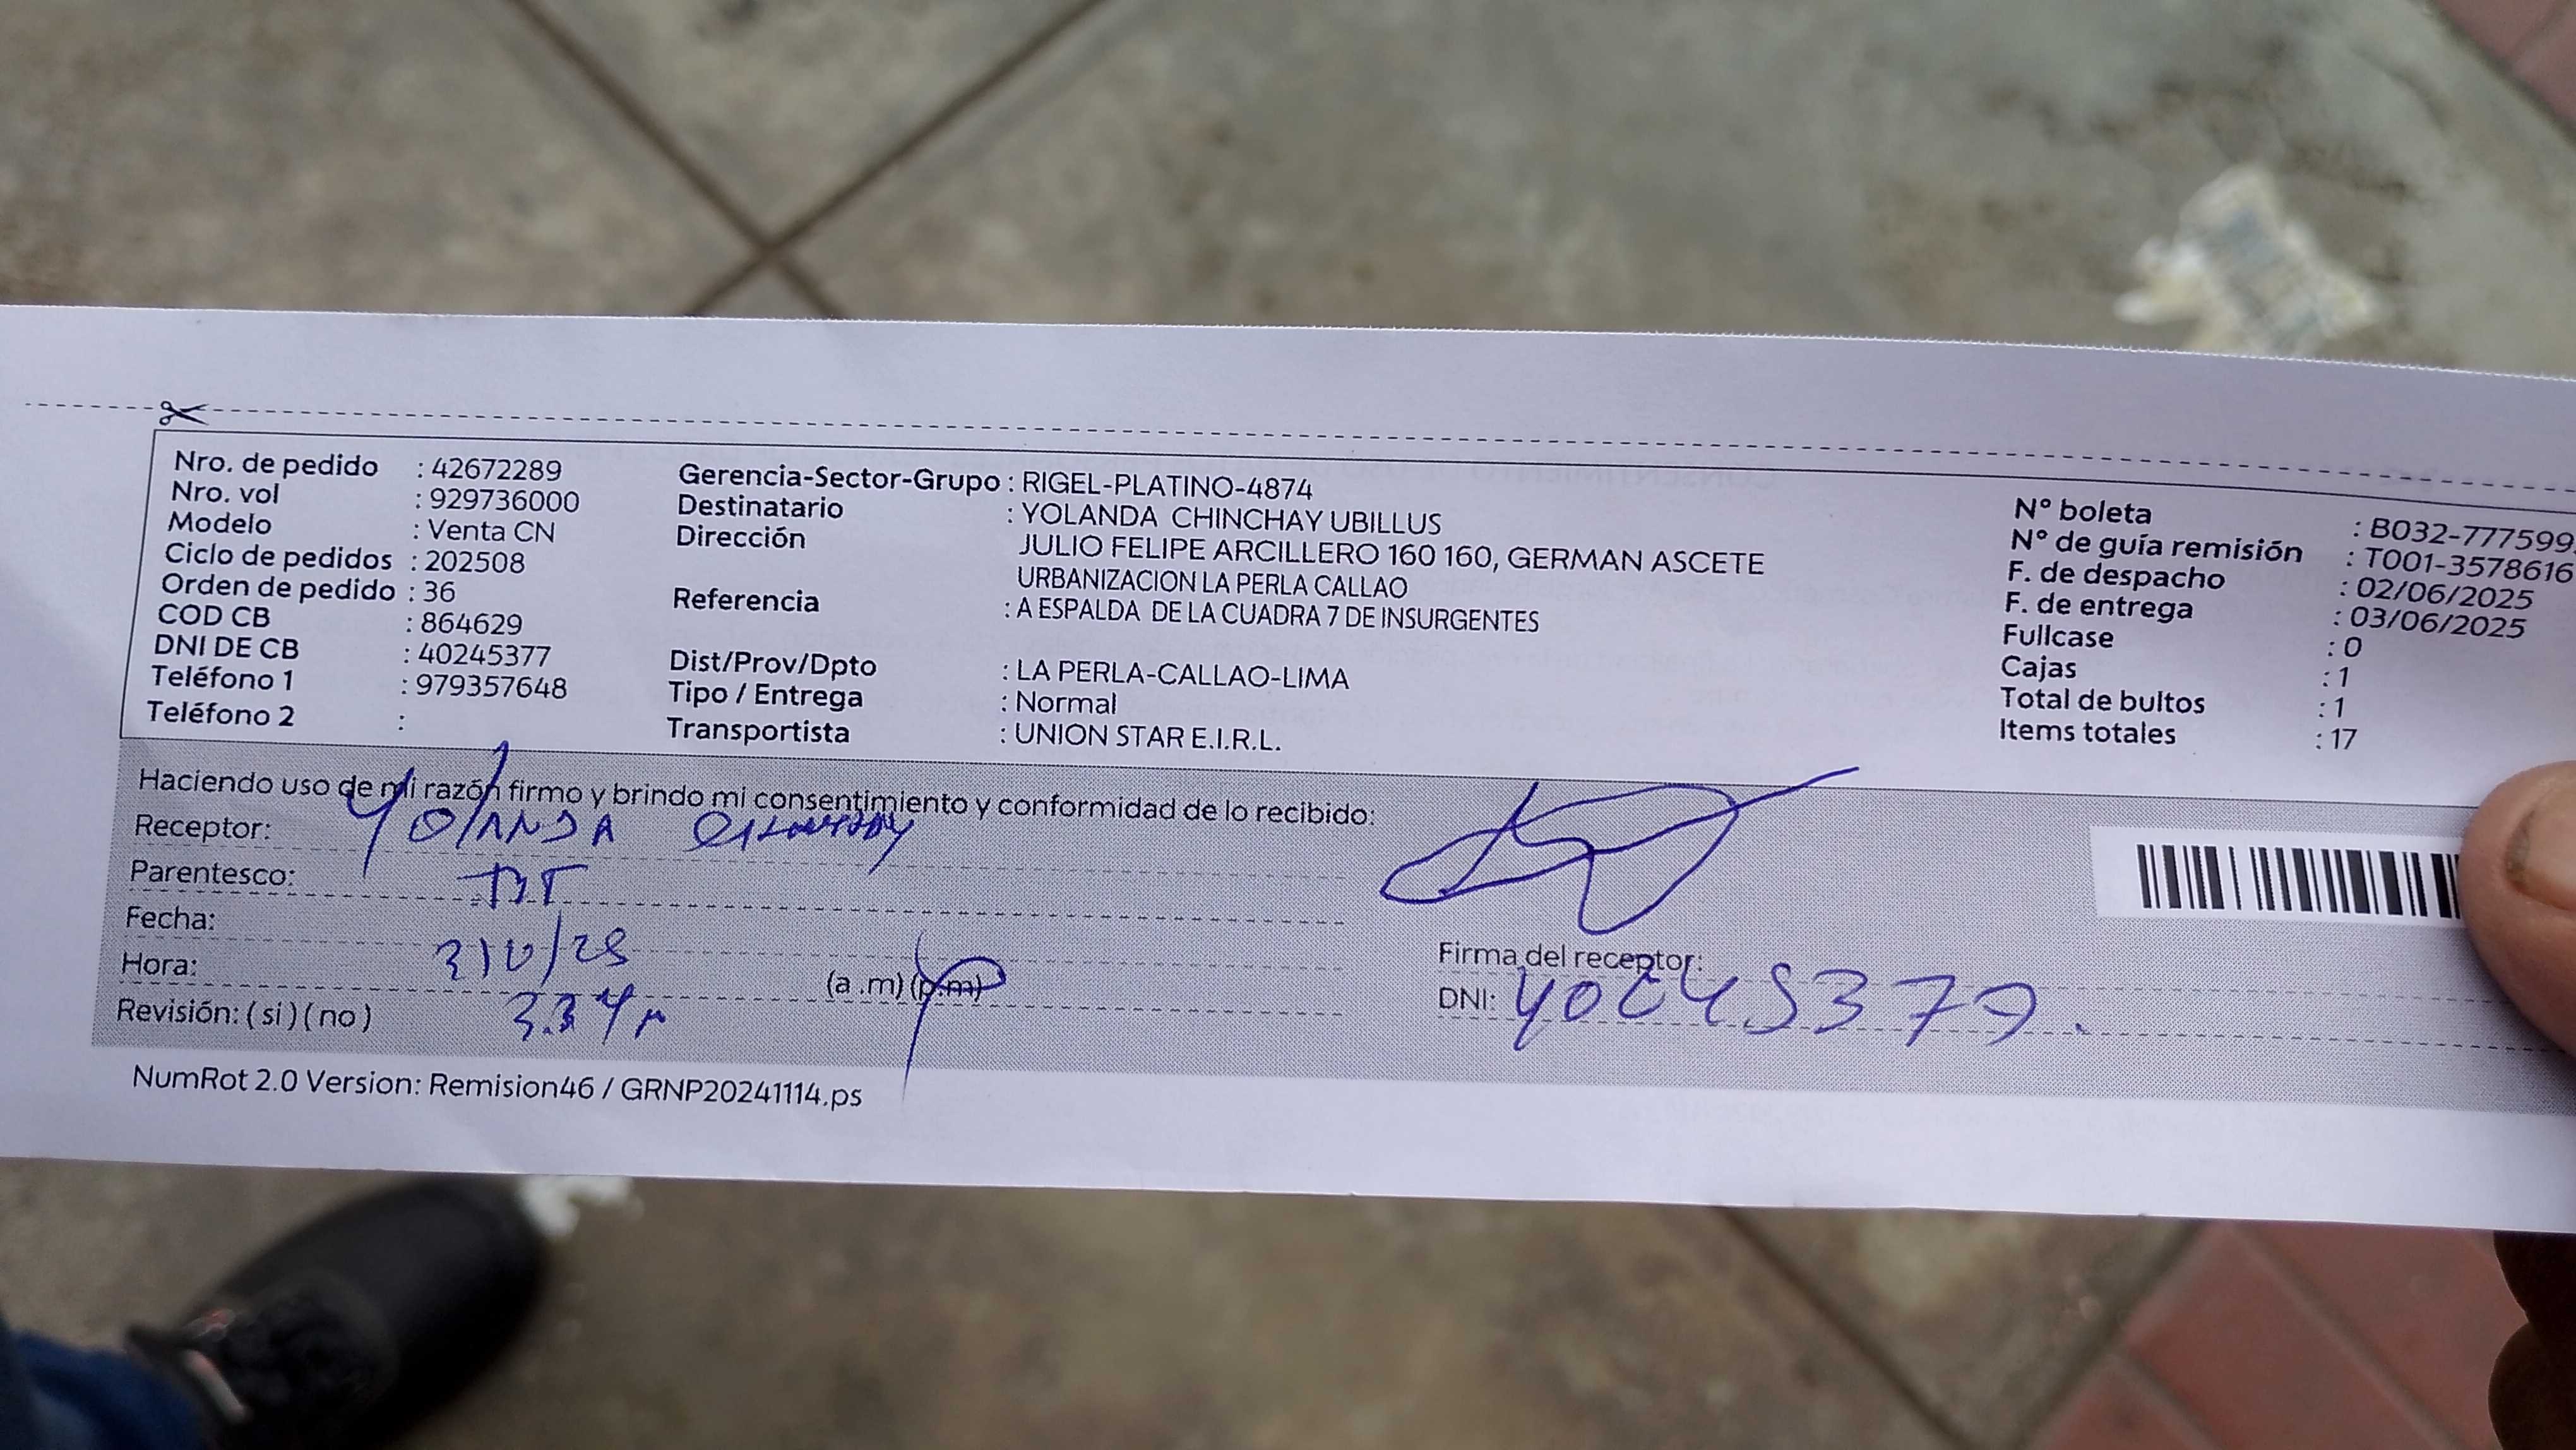 Nro. de pedido : 42672289
Nro. vol : 929736000
Modelo : Venta CN
Ciclo de pedidos : 202508
Orden de pedido : 36
COD CB : 864629
DNI DE CB : 40245377
Teléfono 1 : 979357648
Teléfono 2 :
Gerencia-Sector-Grupo : RIGEL-PLATINO-4874
Destinatario : YOLANDA CHINCHAY UBILLUS
Dirección JULIO FELIPE ARCILLERO 160 160, GERMAN ASCETE
URBANIZACION LA PERLA CALLAO
Referencia : A ESPALDA DE LA CUADRA 7 DE INSURGENTES
Dist/Prov/Dpto : LA PERLA-CALLAO-LIMA
Tipo / Entrega : Normal
Transportista : UNION STAR E.I.R.L.
N° boleta : B032-777599
N° de guía remisión : T001-3578616
F. de despacho : 02/06/2025
F. de entrega : 03/06/2025
Fullcase : 0
Cajas : 1
Total de bultos : 1
Items totales : 17
Haciendo uso de mi razón firmo y brindo mi consentimiento y conformidad de lo recibido:
Receptor: YOLANDA
Parentesco:
Fecha:
Hora: (a .m) (p.m)
Revisión: ( si ) ( no )
Firma del receptor:
DNI:
NumRot 2.0 Version: Remision46 / GRNP20241114.ps